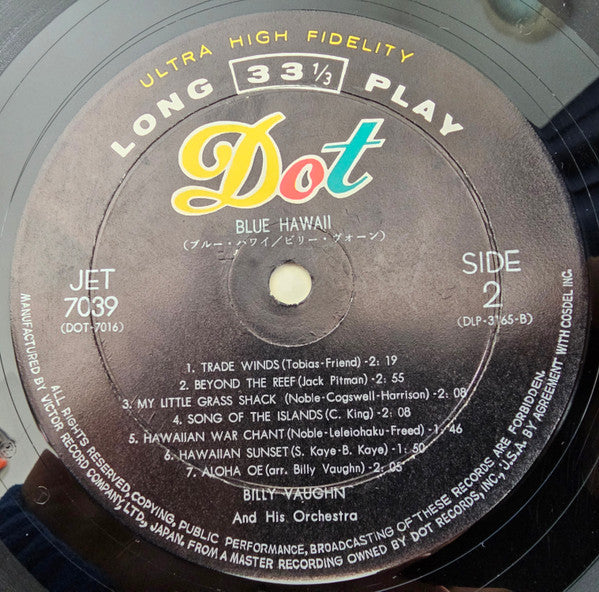 ULTRA HIGH FIDELITY
LONG 33 1/3 PLAY
Dot
BLUE HAWAII
(ブルー・ハワイ/ビリー・ヴォーン)
JET
7039
(DOT-7016)
SIDE
2
(DLP-3165-B)
1. TRADE WINDS (Tobias-Friend) -2: 19
2. BEYOND THE REEF (Jack Pitman) -2: 55
3. MY LITTLE GRASS SHACK (Noble-Cogswell-Harrison) -2: 08
4. SONG OF THE ISLANDS (C. King) -2: 08
5. HAWAIIAN WAR CHANT (Noble-Leleiohaku-Freed) -1: 46
6. HAWAIIAN SUNSET (S. Kaye-B. Kaye) -1: 50
7. ALOHA OE (arr. Billy Vaughn) -2: 05
BILLY VAUGHN
And His Orchestra
ALL RIGHTS RESERVED, COPYING, PUBLIC PERFORMANCE, BROADCASTING OF THESE RECORDS ARE FORBIDDEN.
MANUFACTURED BY VICTOR RECORD COMPANY, LTD., JAPAN, FROM A MASTER RECORDING OWNED BY DOT RECORDS, INC., U.S.A. BY AGREEMENT WITH COSDEL INC.